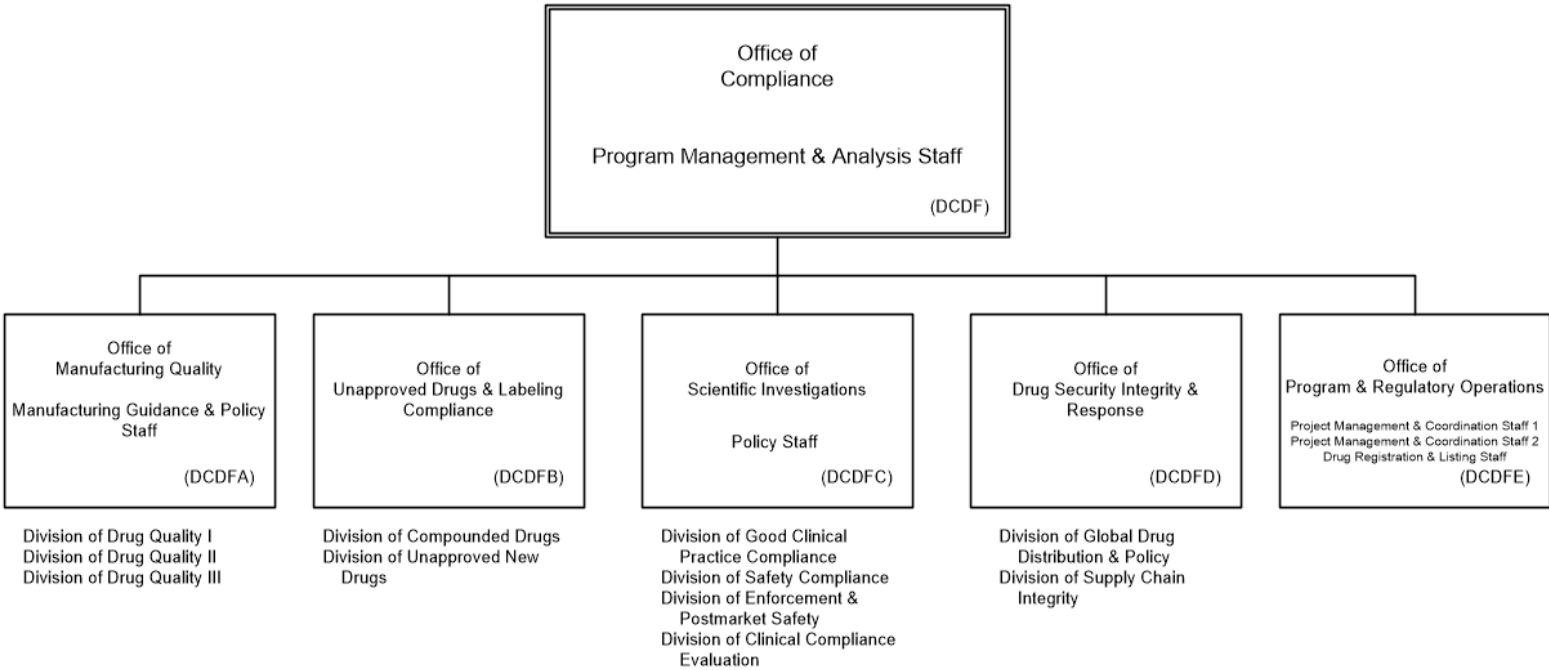 Office of
Compliance
Program Management & Analysis Staff
(DCDF)
Office of
Manufacturing Quality
Manufacturing Guidance & Policy
Staff
(DCDFA)
Division of Drug Quality I
Division of Drug Quality II
Division of Drug Quality III
Office of
Unapproved Drugs & Labeling
Compliance
(DCDFB)
Division of Compounded Drugs
Division of Unapproved New
Drugs
Office of
Scientific Investigations
Policy Staff
(DCDFC)
Division of Good Clinical
Practice Compliance
Division of Safety Compliance
Division of Enforcement &
Postmarket Safety
Division of Clinical Compliance
Evaluation
Office of
Drug Security Integrity &
Response
(DCDFD)
Division of Global Drug
Distribution & Policy
Division of Supply Chain
Integrity
Office of
Program & Regulatory Operations
Project Management & Coordination Staff 1
Project Management & Coordination Staff 2
Drug Registration & Listing Staff
(DCDFE)